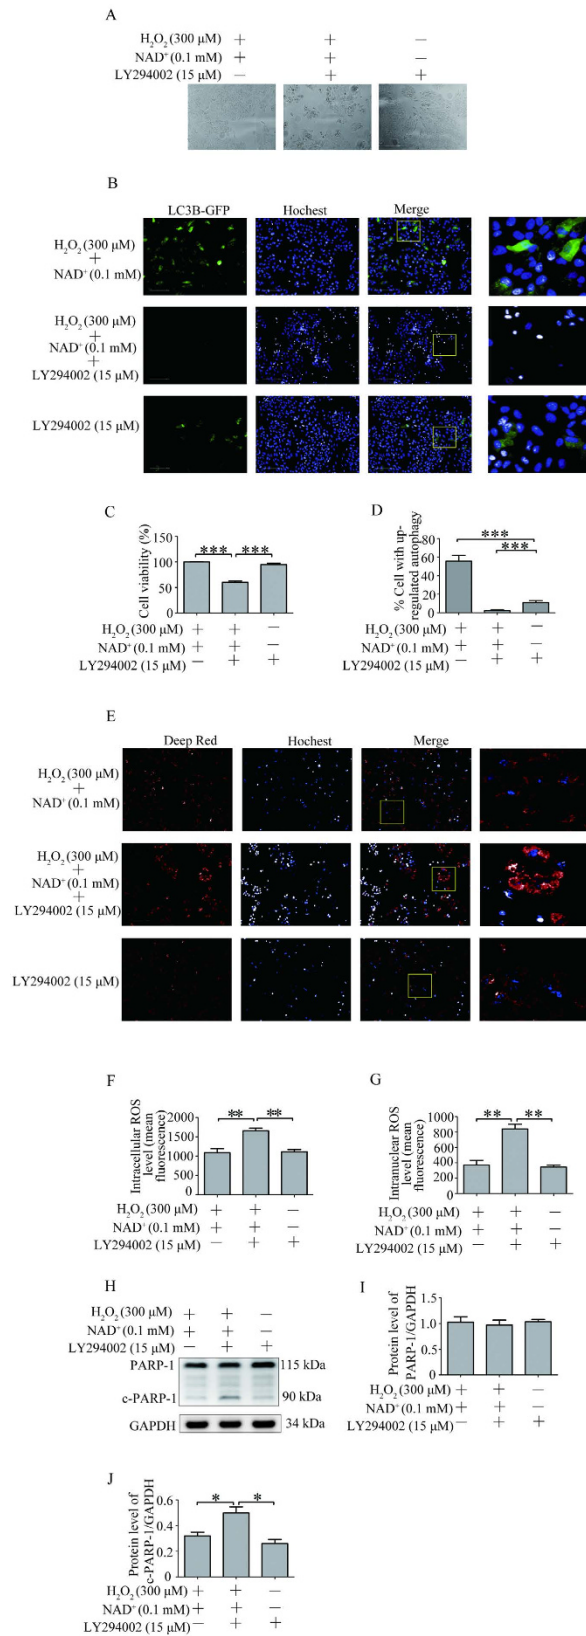 A
H₂O₂ (300 μM) + + −
NAD⁺ (0.1 mM) + + −
LY294002 (15 μM) − + +
B
LC3B-GFP Hochest Merge
H₂O₂ (300 μM)
+
NAD⁺ (0.1 mM)
H₂O₂ (300 μM)
+
NAD⁺ (0.1 mM)
+
LY294002 (15 μM)
LY294002 (15 μM)
C
Cell viability (%)
150
100
50
0
*** ***
H₂O₂ (300 μM) + + −
NAD⁺ (0.1 mM) + + −
LY294002 (15 μM) − + +
D
% Cell with up-
regulated autophagy
80
60
40
20
0
***
***
H₂O₂ (300 μM) + + −
NAD⁺ (0.1 mM) + + −
LY294002 (15 μM) − + +
E
Deep Red Hochest Merge
H₂O₂ (300 μM)
+
NAD⁺ (0.1 mM)
H₂O₂ (300 μM)
+
NAD⁺ (0.1 mM)
+
LY294002 (15 μM)
LY294002 (15 μM)
F
Intracellular ROS
level (mean
fluorescence)
2000
1500
1000
500
0
** **
H₂O₂ (300 μM) + + −
NAD⁺ (0.1 mM) + + −
LY294002 (15 μM) − + +
G
Intranuclear ROS
level (mean
fluorescence)
1000
800
600
400
200
0
** **
H₂O₂ (300 μM) + + −
NAD⁺ (0.1 mM) + + −
LY294002 (15 μM) − + +
H
H₂O₂ (300 μM) + + −
NAD⁺ (0.1 mM) + + −
LY294002 (15 μM) − + +
PARP-1 115 kDa
c-PARP-1 90 kDa
GAPDH 34 kDa
I
Protein level of
PARP-1/GAPDH
1.5
1.0
0.5
0
H₂O₂ (300 μM) + + −
NAD⁺ (0.1 mM) + + −
LY294002 (15 μM) − + +
J
Protein level of
c-PARP-1/GAPDH
0.6
0.4
0.2
0
* *
H₂O₂ (300 μM) + + −
NAD⁺ (0.1 mM) + + −
LY294002 (15 μM) − + +